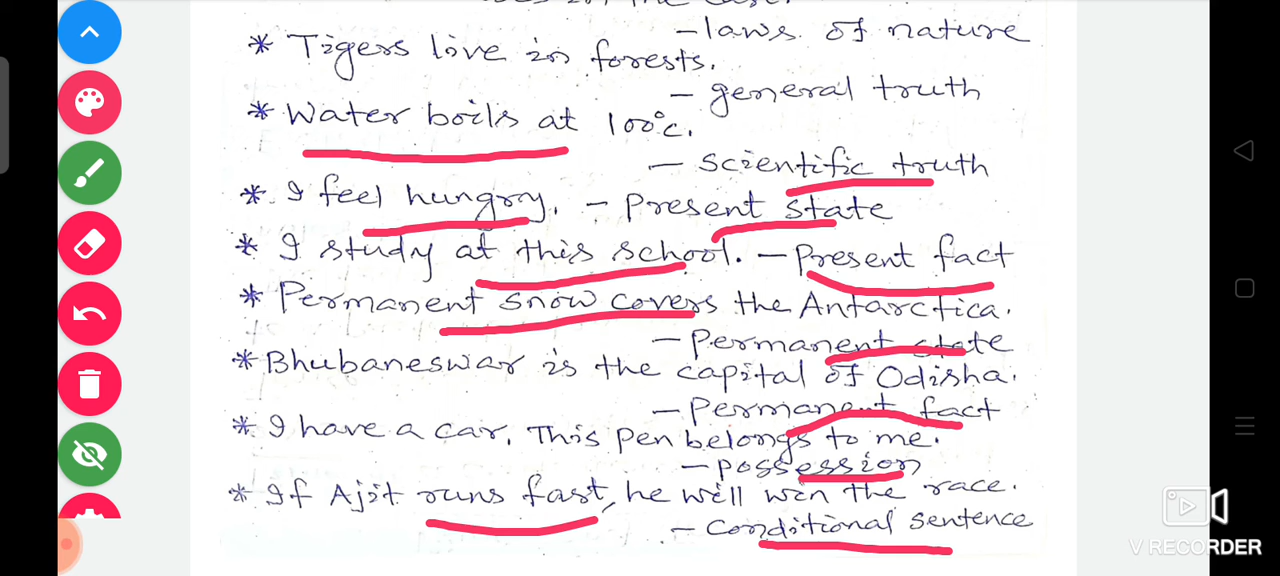 - laws of nature
* Tigers live in forests.
- general truth
* Water boils at 100°c.
- Scientific truth
* I feel hungry. - Present state
* I study at this school. - Present fact
* Permanent snow covers the Antarctica.
- Permanent state
* Bhubaneswar is the capital of Odisha.
- Permanent fact
* I have a car. This pen belongs to me.
- possession
* If Ajit runs fast, he will win the race.
- Conditional sentence
V RECORDER